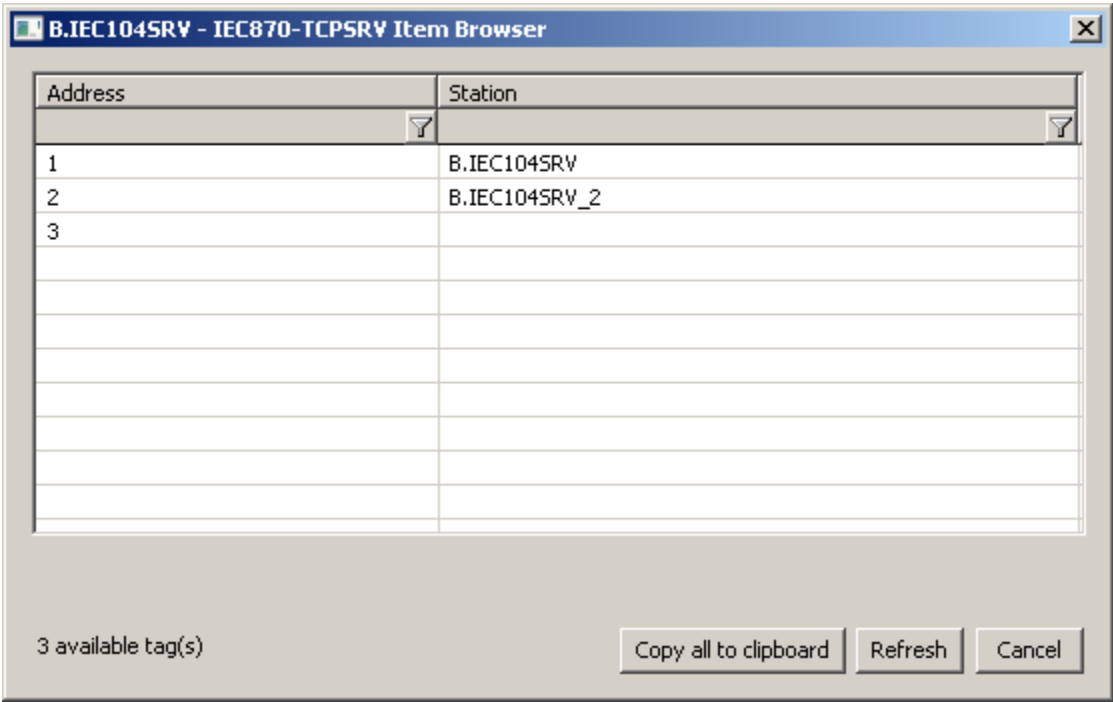 B.IEC104SRV - IEC870-TCPSRV Item Browser
Address Station
1 B.IEC104SRV
2 B.IEC104SRV_2
3
3 available tag(s) Copy all to clipboard Refresh Cancel